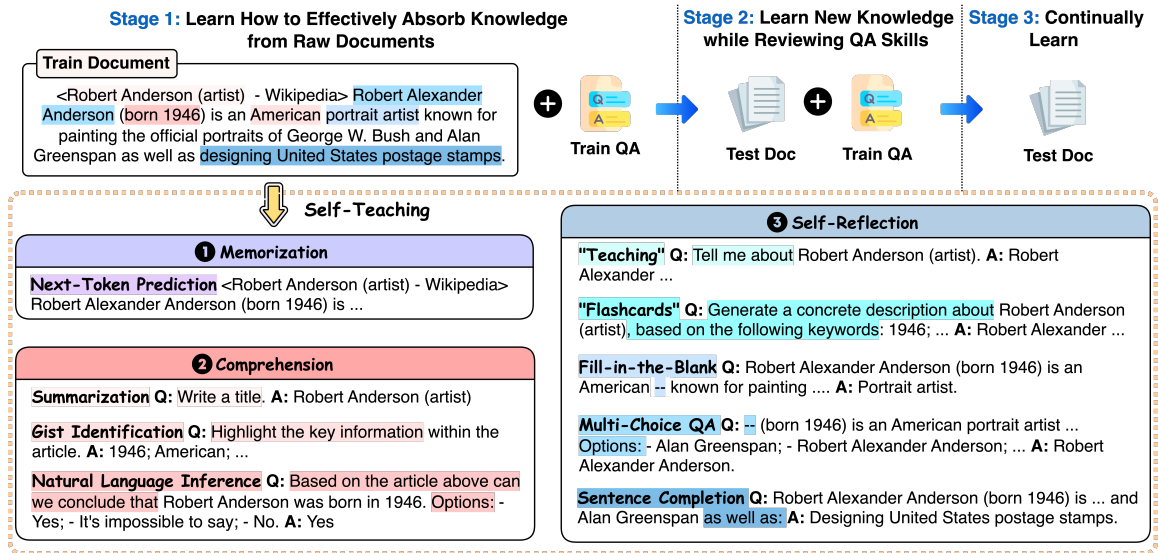 Stage 1: Learn How to Effectively Absorb Knowledge
from Raw Documents
Train Document
<Robert Anderson (artist) - Wikipedia> Robert Alexander
Anderson (born 1946) is an American portrait artist known for
painting the official portraits of George W. Bush and Alan
Greenspan as well as designing United States postage stamps.
Train QA
Q
A
Stage 2: Learn New Knowledge
while Reviewing QA Skills
Test Doc
Q
A
Train QA
Stage 3: Continually
Learn
Test Doc
Self-Teaching
1 Memorization
Next-Token Prediction <Robert Anderson (artist) - Wikipedia>
Robert Alexander Anderson (born 1946) is ...
2 Comprehension
Summarization Q: Write a title. A: Robert Anderson (artist)
Gist Identification Q: Highlight the key information within the
article. A: 1946; American; ...
Natural Language Inference Q: Based on the article above can
we conclude that Robert Anderson was born in 1946. Options: -
Yes; - It's impossible to say; - No. A: Yes
3 Self-Reflection
"Teaching" Q: Tell me about Robert Anderson (artist). A: Robert
Alexander ...
"Flashcards" Q: Generate a concrete description about Robert Anderson
(artist), based on the following keywords: 1946; ... A: Robert Alexander ...
Fill-in-the-Blank Q: Robert Alexander Anderson (born 1946) is an
American -- known for painting .... A: Portrait artist.
Multi-Choice QA Q: -- (born 1946) is an American portrait artist ...
Options: - Alan Greenspan; - Robert Alexander Anderson; ... A: Robert
Alexander Anderson.
Sentence Completion Q: Robert Alexander Anderson (born 1946) is ... and
Alan Greenspan as well as: A: Designing United States postage stamps.